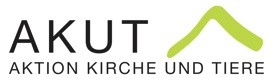 AKUT
AKTION KIRCHE UND TIERE